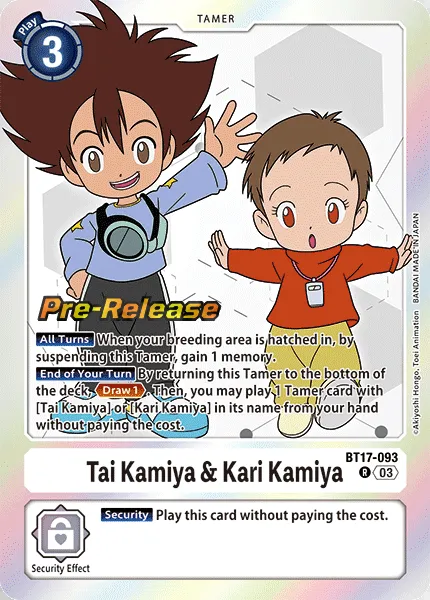 TAMER
Play
3
Pre-Release
All Turns When your breeding area is hatched in, by
suspending this Tamer, gain 1 memory.
End of Your Turn By returning this Tamer to the bottom of
the deck, Draw 1. Then, you may play 1 Tamer card with
[Tai Kamiya] or [Kari Kamiya] in its name from your hand
without paying the cost.
©Akiyoshi Hongo, Toei Animation BANDAI MADE IN JAPAN
BT17-093
Tai Kamiya & Kari Kamiya R 03
Security Play this card without paying the cost.
Security Effect